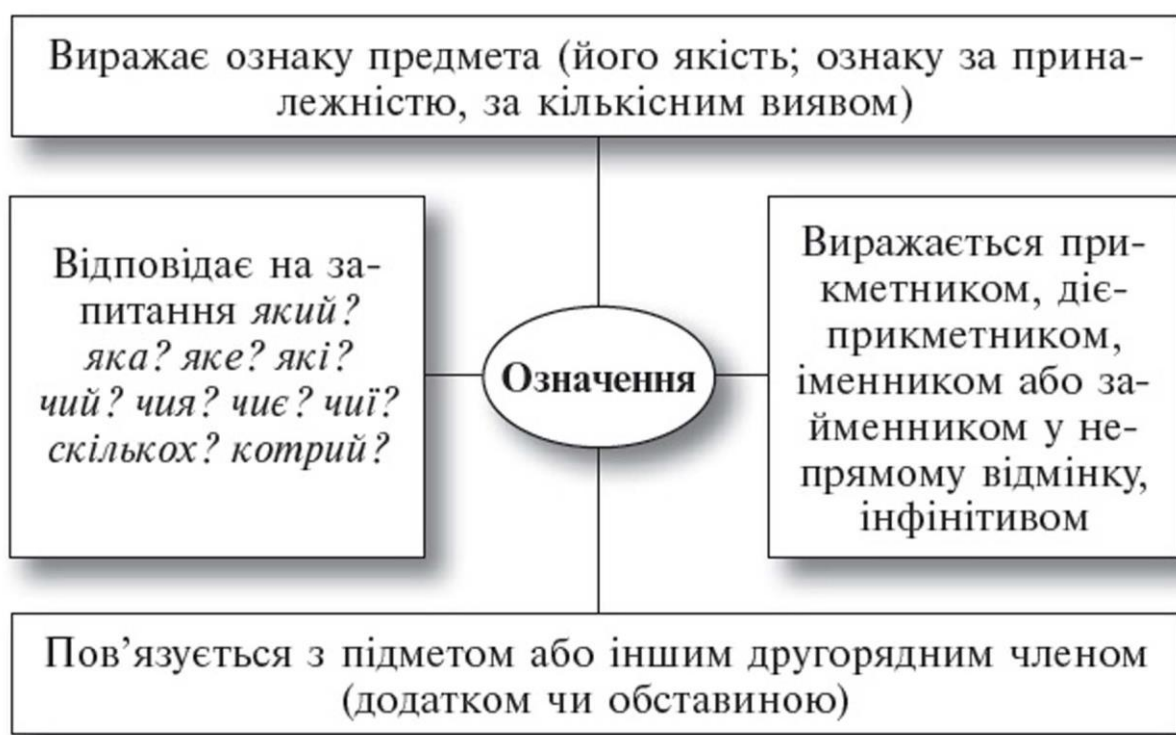 Виражає ознаку предмета (його якість; ознаку за прина-
лежністю, за кількісним виявом)
Відповідає на за-
питання який?
яка? яке? які?
чий? чия? чиє? чиї?
скількох? котрий?
Означення
Виражається при-
кметником, діє-
прикметником,
іменником або за-
йменником у не-
прямому відмінку,
інфінітивом
Пов’язується з підметом або іншим другорядним членом
(додатком чи обставиною)